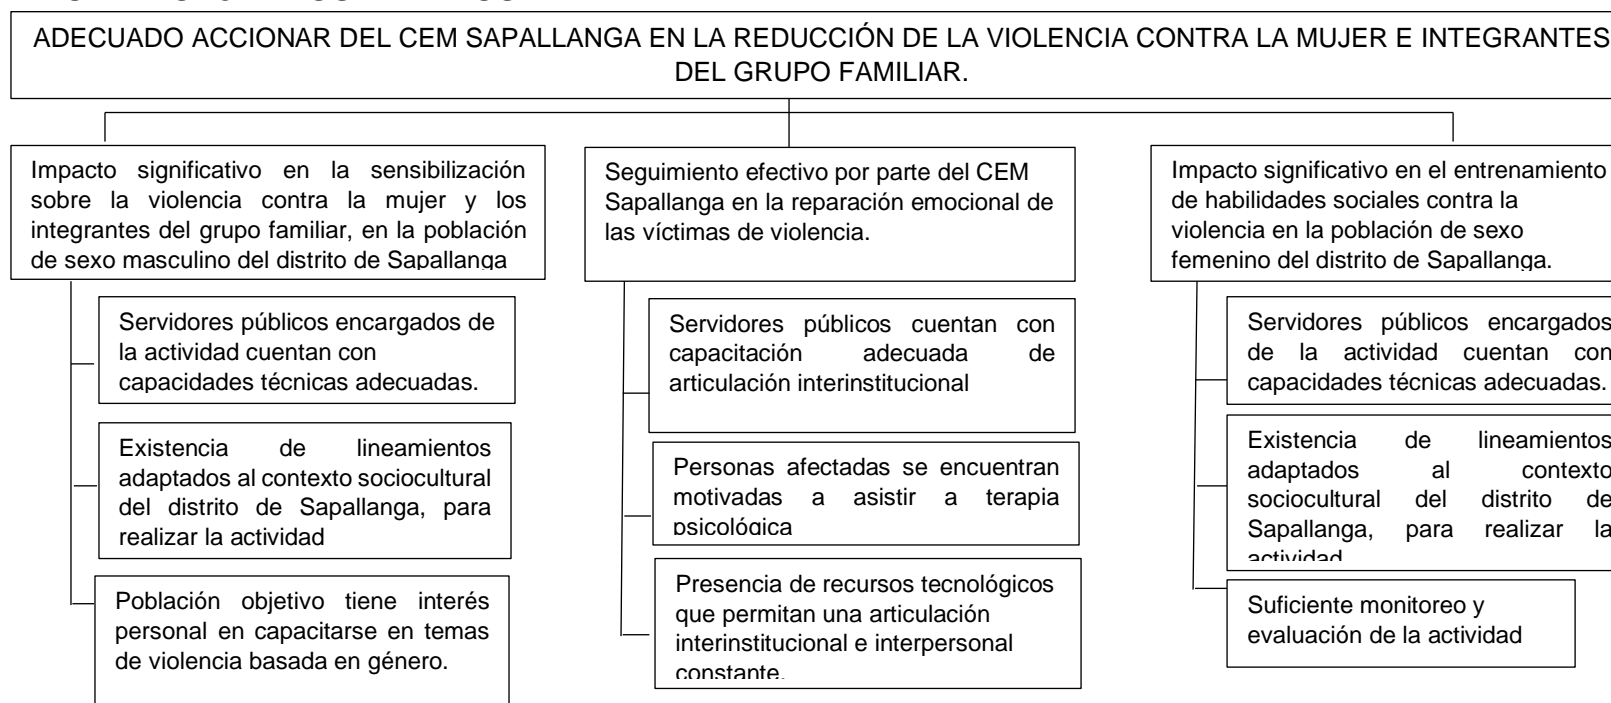 ADECUADO ACCIONAR DEL CEM SAPALLANGA EN LA REDUCCIÓN DE LA VIOLENCIA CONTRA LA MUJER E INTEGRANTES
DEL GRUPO FAMILIAR.
Impacto significativo en la sensibilización
sobre la violencia contra la mujer y los
integrantes del grupo familiar, en la población
de sexo masculino del distrito de Sapallanga
Servidores públicos encargados de
la actividad cuentan con
capacidades técnicas adecuadas.
Existencia de lineamientos
adaptados al contexto sociocultural
del distrito de Sapallanga, para
realizar la actividad
Población objetivo tiene interés
personal en capacitarse en temas
de violencia basada en género.
Seguimiento efectivo por parte del CEM
Sapallanga en la reparación emocional de
las víctimas de violencia.
Servidores públicos cuentan con
capacitación adecuada de
articulación interinstitucional
Personas afectadas se encuentran
motivadas a asistir a terapia
psicológica
Presencia de recursos tecnológicos
que permitan una articulación
interinstitucional e interpersonal
constante.
Impacto significativo en el entrenamiento
de habilidades sociales contra la
violencia en la población de sexo
femenino del distrito de Sapallanga.
Servidores públicos encargados
de la actividad cuentan con
capacidades técnicas adecuadas.
Existencia de lineamientos
adaptados al contexto
sociocultural del distrito de
Sapallanga, para realizar la
actividad
Suficiente monitoreo y
evaluación de la actividad